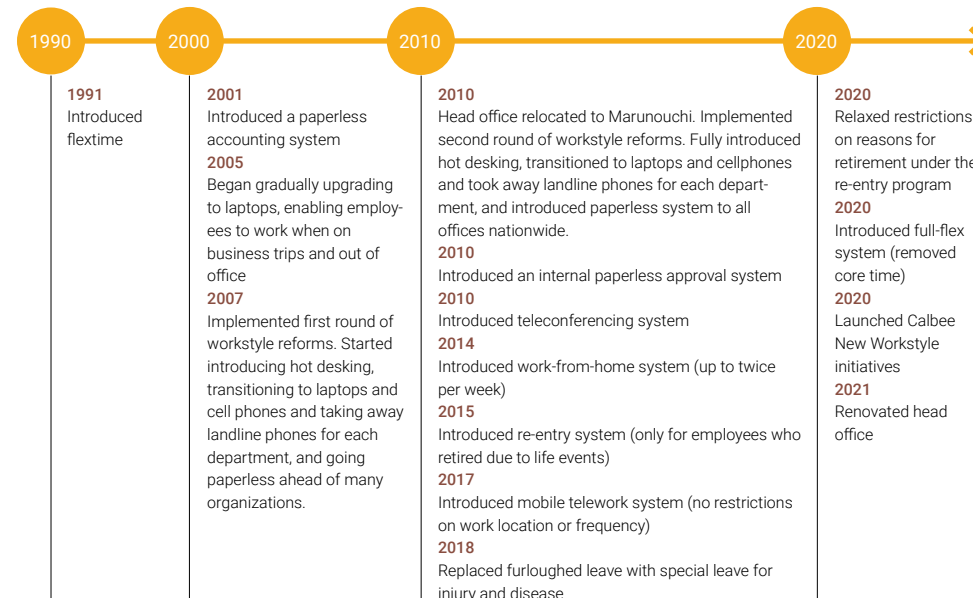 1990
2000
2010
2020
1991
Introduced
flextime
2001
Introduced a paperless
accounting system
2005
Began gradually upgrading
to laptops, enabling employ-
ees to work when on
business trips and out of
office
2007
Implemented first round of
workstyle reforms. Started
introducing hot desking,
transitioning to laptops and
cell phones and taking away
landline phones for each
department, and going
paperless ahead of many
organizations.
2010
Head office relocated to Marunouchi. Implemented
second round of workstyle reforms. Fully introduced
hot desking, transitioned to laptops and cellphones
and took away landline phones for each depart-
ment, and introduced paperless system to all
offices nationwide.
2010
Introduced an internal paperless approval system
2010
Introduced teleconferencing system
2014
Introduced work-from-home system (up to twice
per week)
2015
Introduced re-entry system (only for employees who
retired due to life events)
2017
Introduced mobile telework system (no restrictions
on work location or frequency)
2018
Replaced furloughed leave with special leave for
injury and disease
2020
Relaxed restrictions
on reasons for
retirement under the
re-entry program
2020
Introduced full-flex
system (removed
core time)
2020
Launched Calbee
New Workstyle
initiatives
2021
Renovated head
office